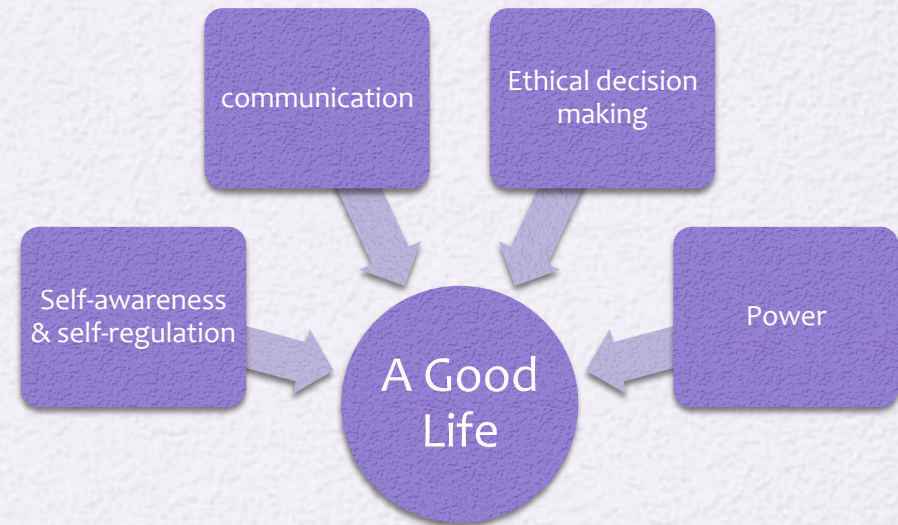 communication
Ethical decision
making
Self-awareness
& self-regulation
Power
A Good
Life